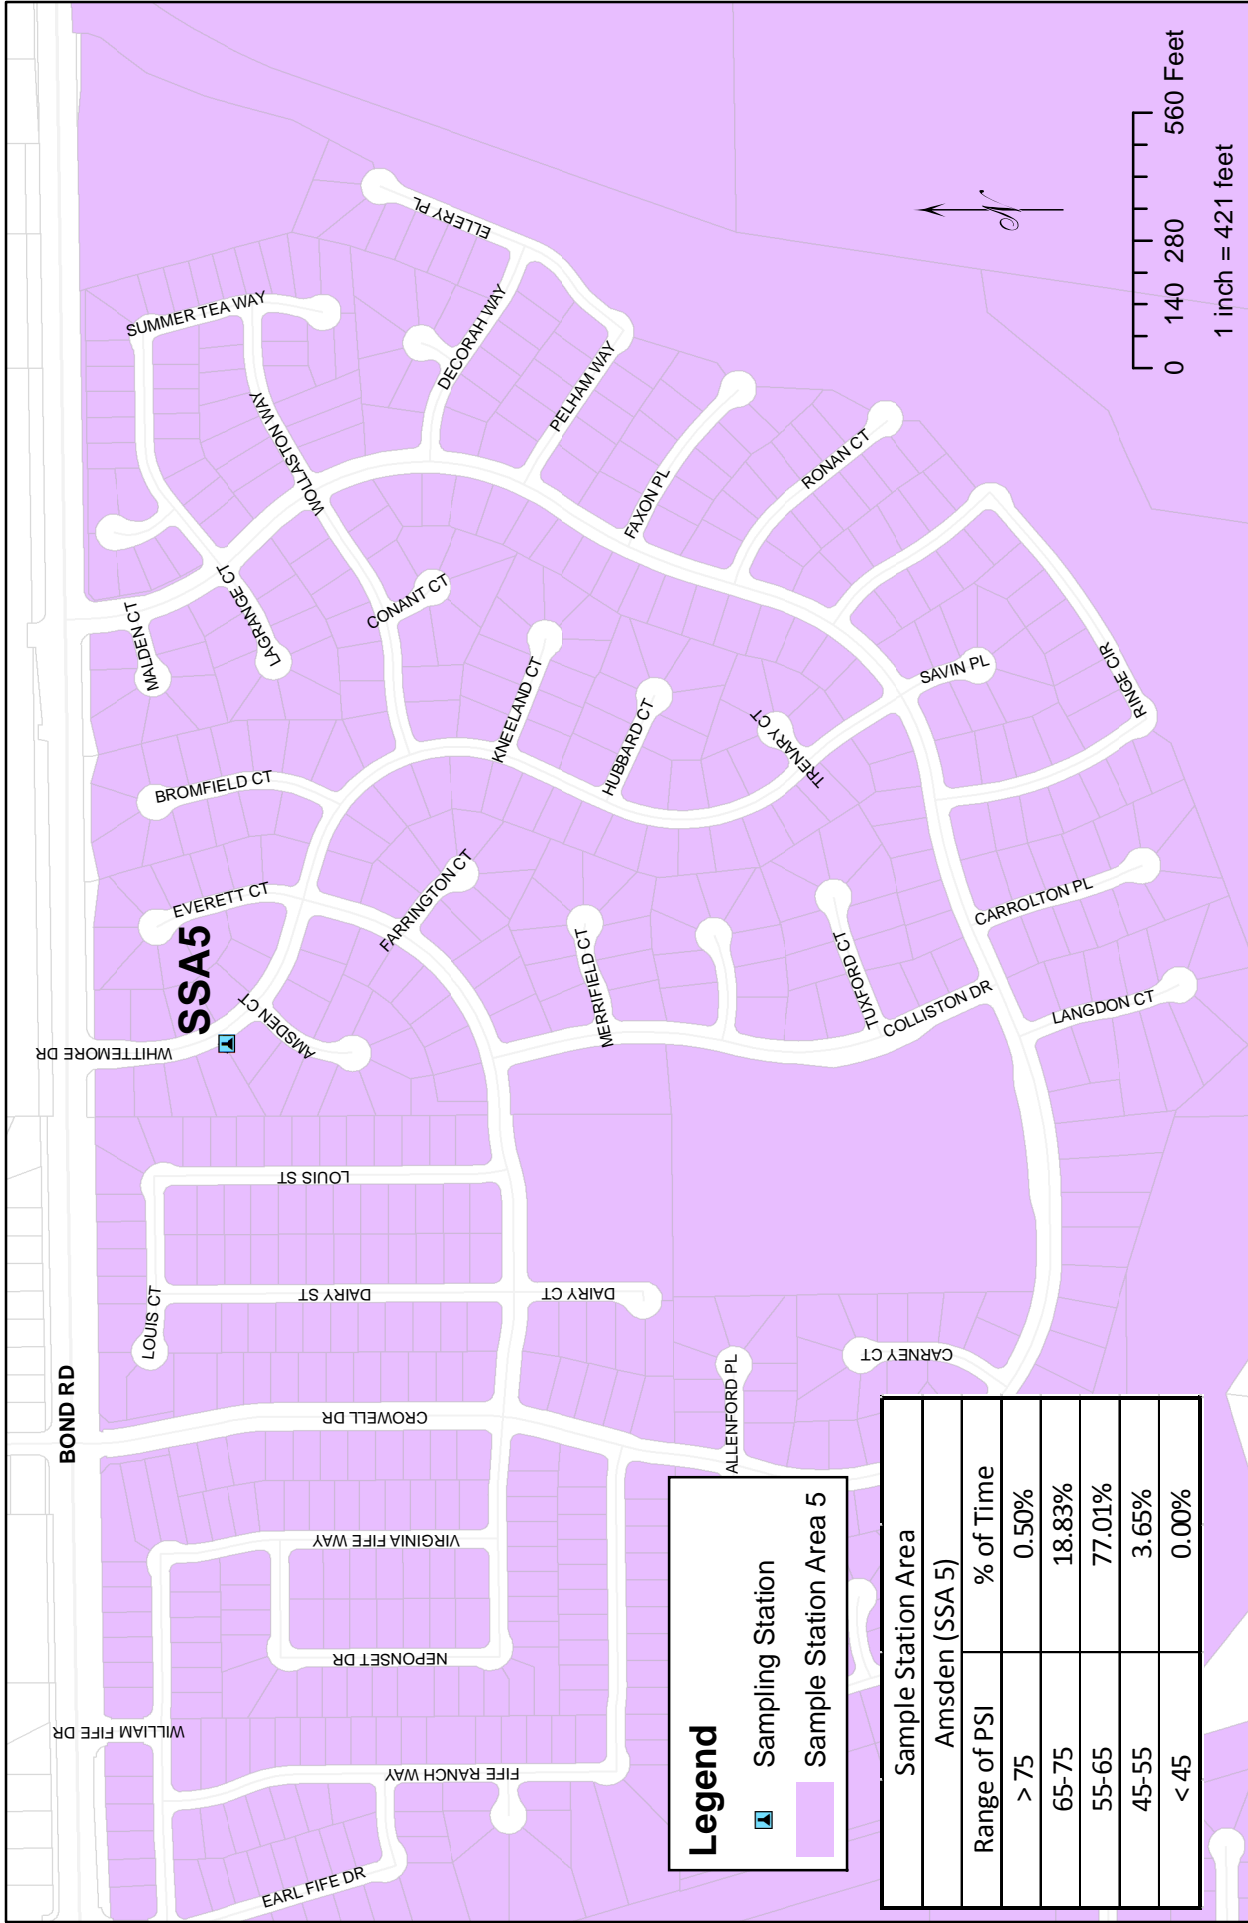 BOND RD
WILLIAM FIFE DR
EARL FIFE DR
FIFE RANCH WAY
NEPONSET DR
VIRGINIA FIFE WAY
CROWELL DR
LOUIS CT
DAIRY ST
DAIRY CT
LOUIS ST
ALLENFORD PL
CARNEY CT
WHITTEMORE DR
SSA5
AMSDEN CT
EVERETT CT
BROMFIELD CT
FARRINGTON CT
MERRIFIELD CT
TUXFORD CT
COLLISTON DR
LANGDON CT
CARROLTON PL
MALDEN CT
LAGRANGE CT
SUMMER TEA WAY
WOLLASTON WAY
CONANT CT
KNEELAND CT
HUBBARD CT
TRENARY CT
SAVIN PL
RINGE CIR
RONAN CT
FAXON PL
PELHAM WAY
DECORAH WAY
ELLERY PL
N
0 140 280 560 Feet
1 inch = 421 feet
Legend
Sampling Station
Sample Station Area 5
Sample Station Area
Amsden (SSA 5)
Range of PSI % of Time
> 75 0.50%
65-75 18.83%
55-65 77.01%
45-55 3.65%
< 45 0.00%